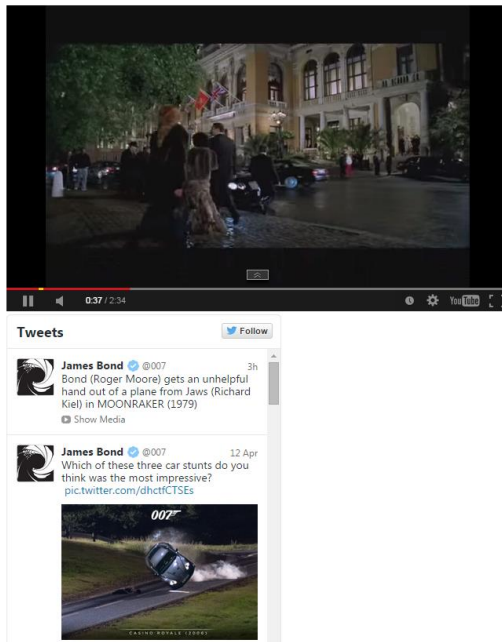 0:37 / 2:34
YouTube
Tweets
Follow
James Bond @007 3h
Bond (Roger Moore) gets an unhelpful
hand out of a plane from Jaws (Richard
Kiel) in MOONRAKER (1979)
Show Media
James Bond @007 12 Apr
Which of these three car stunts do you
think was the most impressive?
pic.twitter.com/dhctfCTSEs
007
CASINO ROYALE (2006)